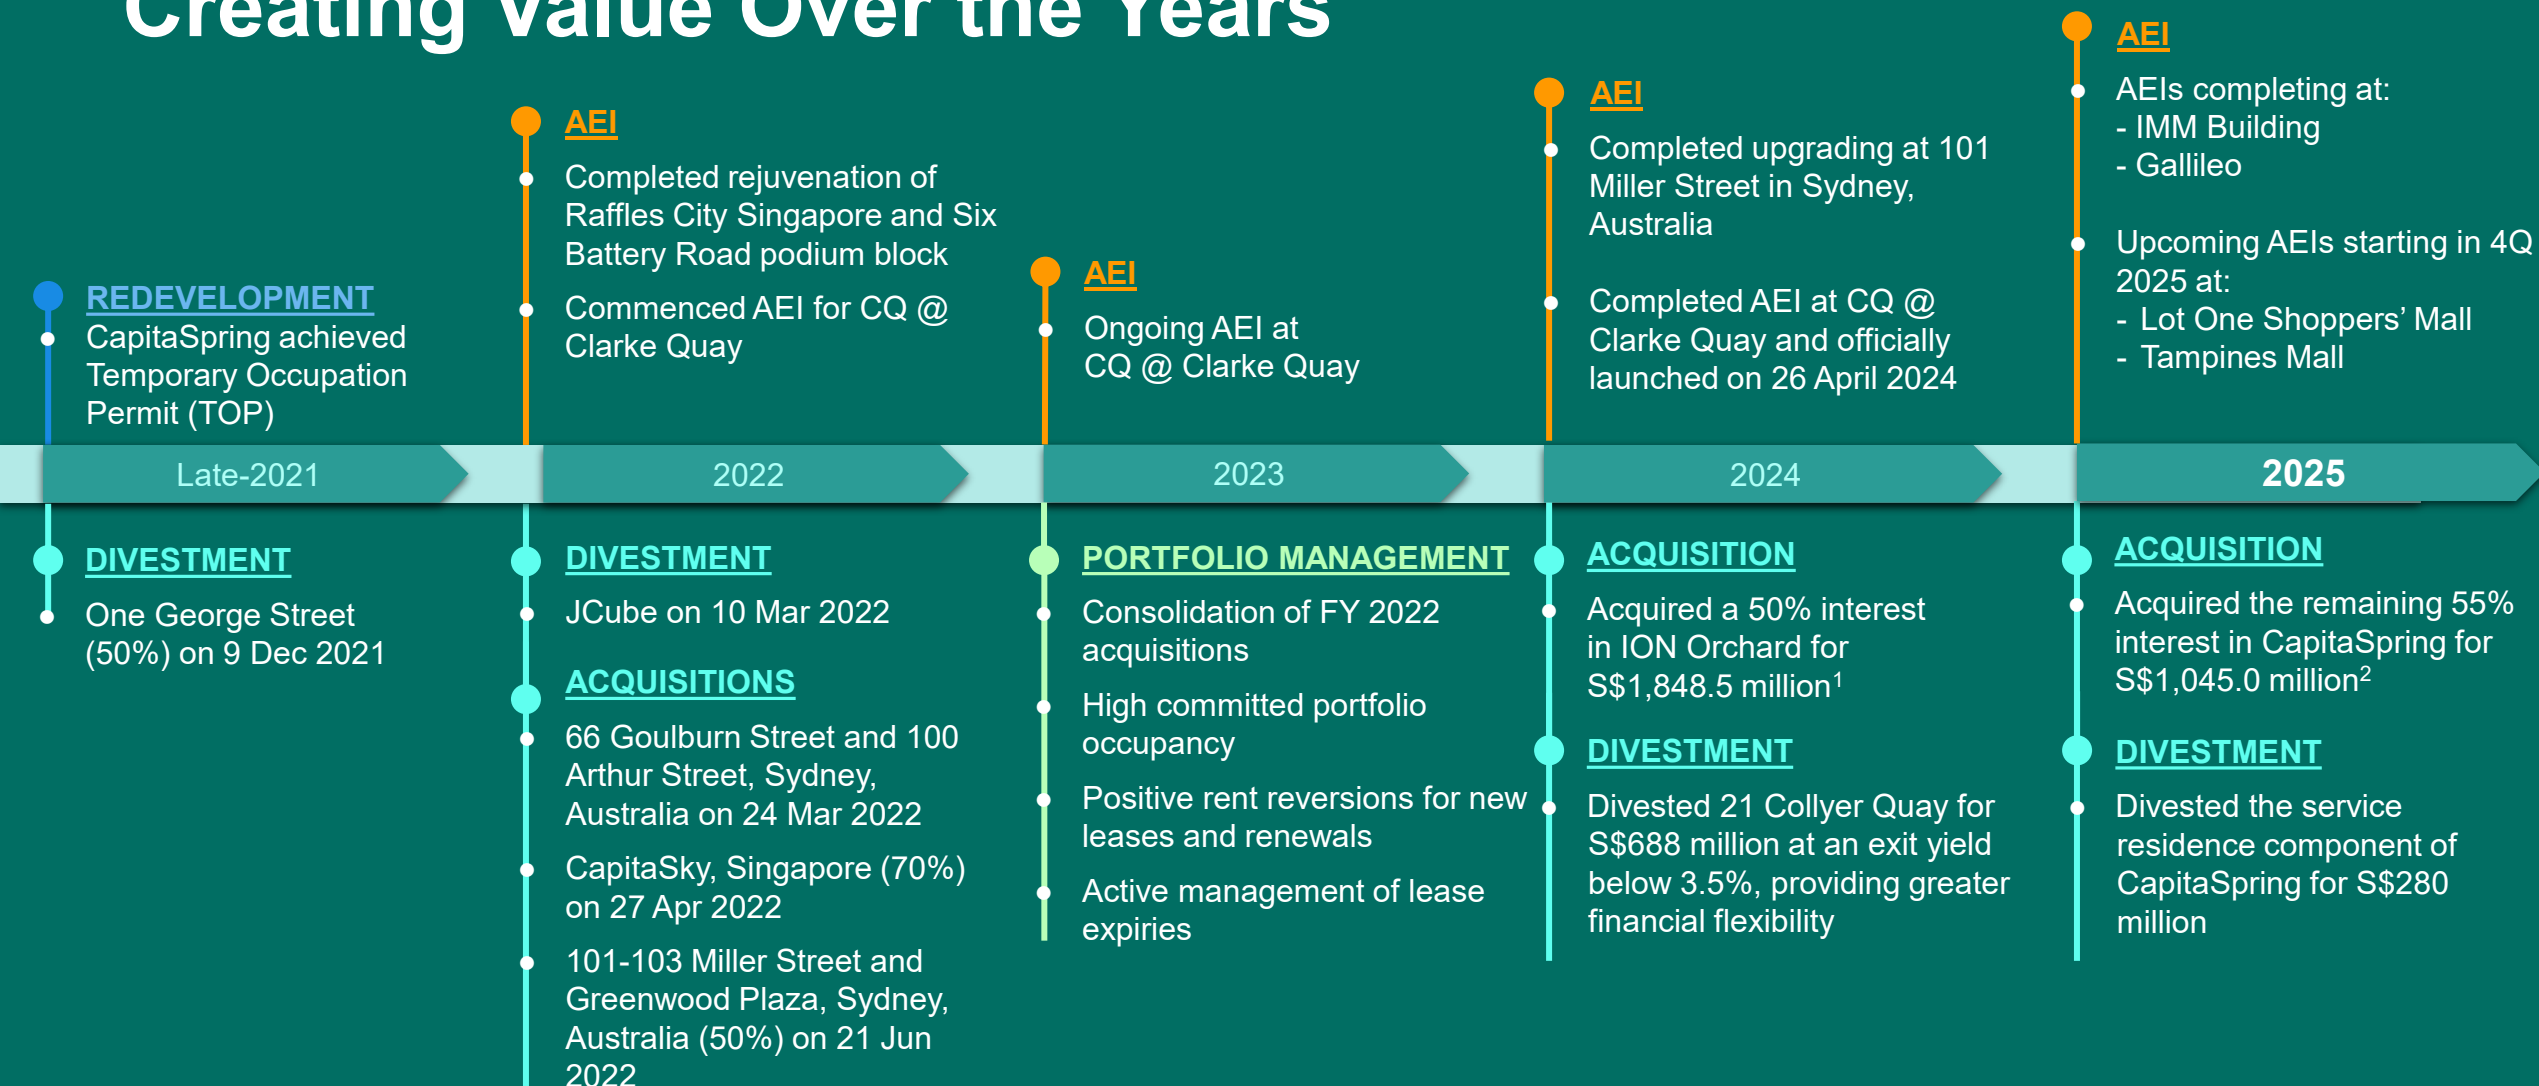 Creating Value Over the Years
REDEVELOPMENT
CapitaSpring achieved
Temporary Occupation
Permit (TOP)
AEI
Completed rejuvenation of
Raffles City Singapore and Six
Battery Road podium block
Commenced AEI for CQ @
Clarke Quay
AEI
Ongoing AEI at
CQ @ Clarke Quay
AEI
Completed upgrading at 101
Miller Street in Sydney,
Australia
Completed AEI at CQ @
Clarke Quay and officially
launched on 26 April 2024
AEI
AEIs completing at:
- IMM Building
- Gallileo
Upcoming AEIs starting in 4Q
2025 at:
- Lot One Shoppers’ Mall
- Tampines Mall
Late-2021
2022
2023
2024
2025
DIVESTMENT
One George Street
(50%) on 9 Dec 2021
DIVESTMENT
JCube on 10 Mar 2022
ACQUISITIONS
66 Goulburn Street and 100
Arthur Street, Sydney,
Australia on 24 Mar 2022
CapitaSky, Singapore (70%)
on 27 Apr 2022
101-103 Miller Street and
Greenwood Plaza, Sydney,
Australia (50%) on 21 Jun
2022
PORTFOLIO MANAGEMENT
Consolidation of FY 2022
acquisitions
High committed portfolio
occupancy
Positive rent reversions for new
leases and renewals
Active management of lease
expiries
ACQUISITION
Acquired a 50% interest
in ION Orchard for
S$1,848.5 million¹
DIVESTMENT
Divested 21 Collyer Quay for
S$688 million at an exit yield
below 3.5%, providing greater
financial flexibility
ACQUISITION
Acquired the remaining 55%
interest in CapitaSpring for
S$1,045.0 million²
DIVESTMENT
Divested the service
residence component of
CapitaSpring for S$280
million